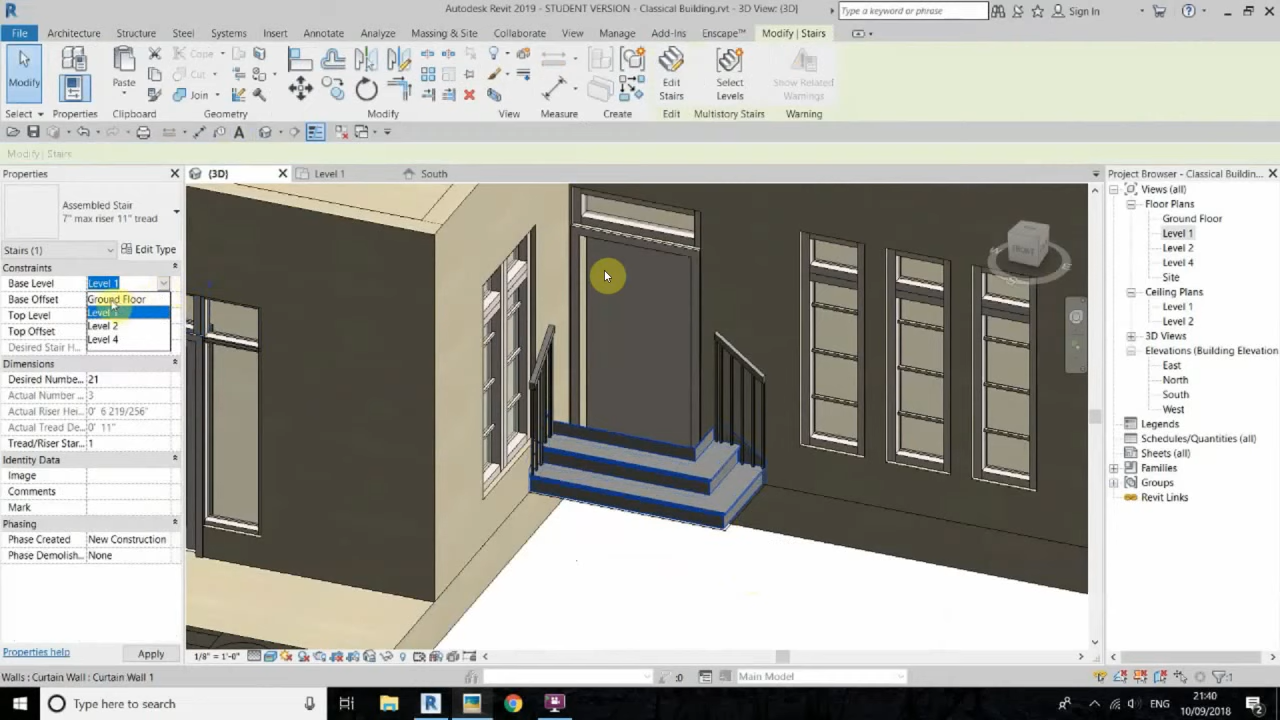 Autodesk Revit 2019 - STUDENT VERSION - Classical Building.rvt - 3D View: {3D}
Type a keyword or phrase
Sign In
File
Architecture
Structure
Steel
Systems
Insert
Annotate
Analyze
Massing & Site
Collaborate
View
Manage
Add-Ins
Enscape™
Modify | Stairs
Modify
Paste
Cope
Cut
Join
Edit
Stairs
Select
Levels
Show Related
Warnings
Select
Properties
Clipboard
Geometry
Modify
View
Measure
Create
Edit
Multistory Stairs
Warning
Modify | Stairs
Properties
{3D}
Level 1
South
Project Browser - Classical Buildin...
Assembled Stair
7" max riser 11" tread
Stairs (1)
Edit Type
Constraints
Base Level Level 1
Base Offset
Ground Floor
Top Level
Level 2
Top Offset
Level 4
Desired Stair H...
Dimensions
Desired Numbe... 21
Actual Number ... 3
Actual Riser Hei... 0' 6 219/256"
Actual Tread De... 0' 11"
Tread/Riser Star... 1
Identity Data
Image
Comments
Mark
Phasing
Phase Created New Construction
Phase Demolish... None
Properties help
Apply
FRONT
Views (all)
Floor Plans
Ground Floor
Level 1
Level 2
Level 4
Site
Ceiling Plans
Level 1
Level 2
3D Views
Elevations (Building Elevation
East
North
South
West
Legends
Schedules/Quantities (all)
Sheets (all)
Families
Groups
Revit Links
1/8" = 1'-0"
Walls : Curtain Wall : Curtain Wall 1
:0
Main Model
:1
Type here to search
ENG
21:40
10/09/2018
2